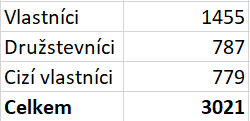 Vlastníci 1455
Družstevníci 787
Cizí vlastníci 779
Celkem 3021